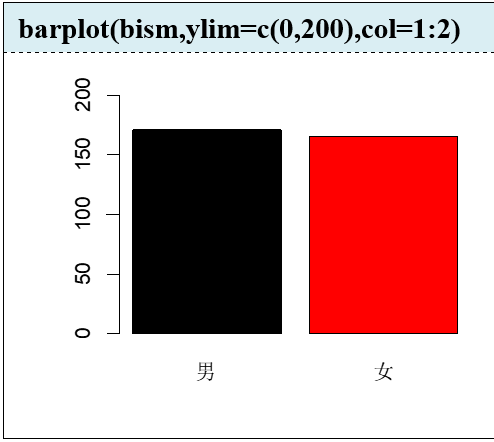 barplot(bism,ylim=c(0,200),col=1:2)
200
150
100
50
0
男 女